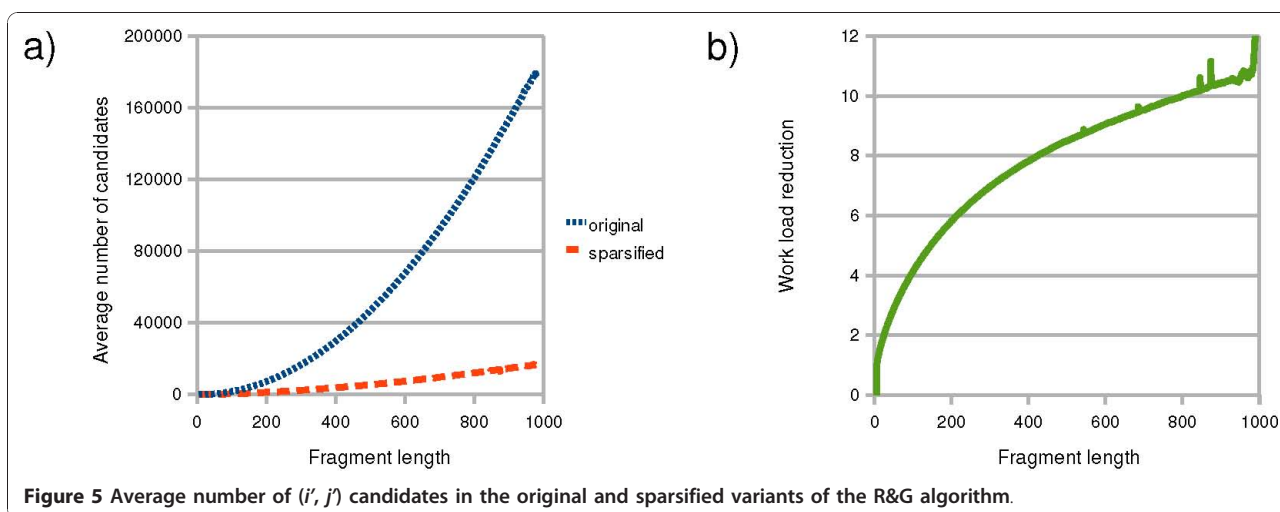 a)
200000
160000
120000
80000
40000
0
Average number of candidates
0 200 400 600 800 1000
Fragment length
original
sparsified
b)
12
10
8
6
4
2
0
Work load reduction
0 200 400 600 800 1000
Fragment length
Figure 5 Average number of (i′, j′) candidates in the original and sparsified variants of the R&G algorithm.